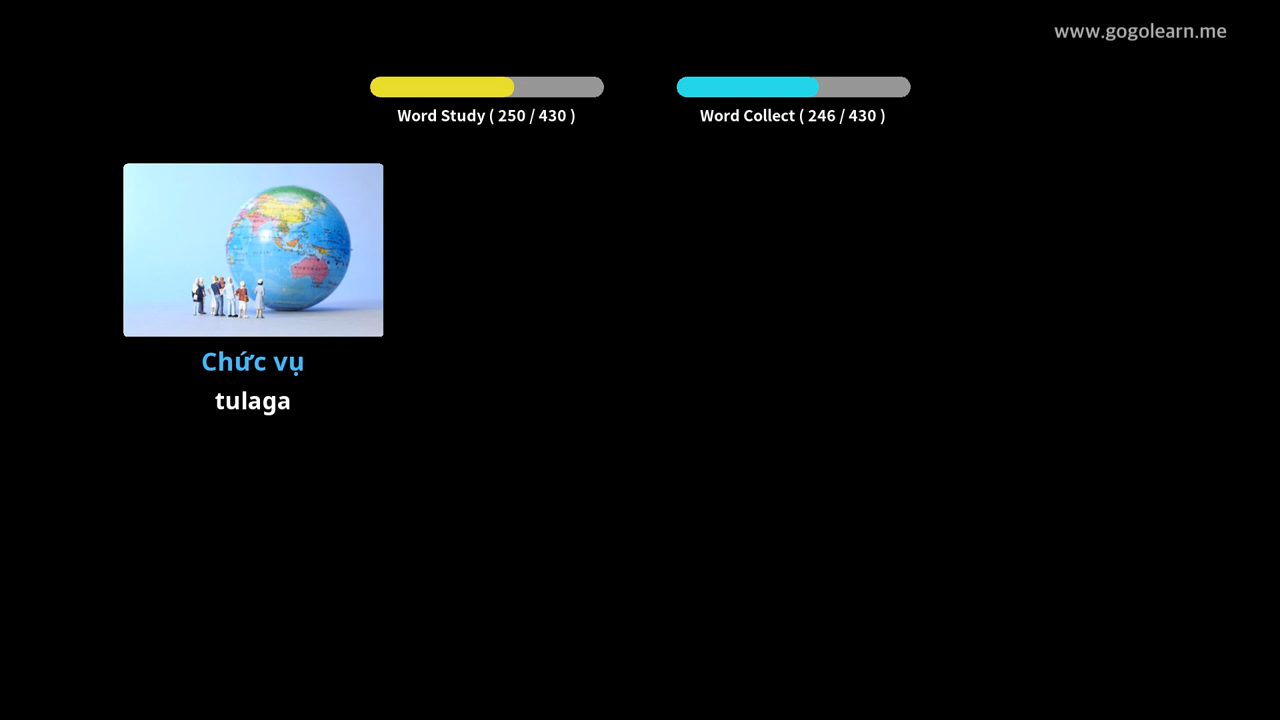 www.gogolearn.me
Word Study ( 250 / 430 )
Word Collect ( 246 / 430 )
Chức vụ
tulaga